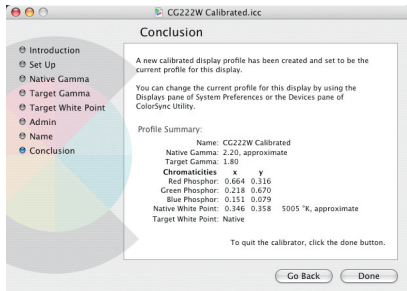 CG222W Calibrated.icc
Conclusion
Introduction
Set Up
Native Gamma
Target Gamma
Target White Point
Admin
Name
Conclusion
A new calibrated display profile has been created and set to be the
current profile for this display.
You can change the current profile for this display by using the
Displays pane of System Preferences or the Devices pane of
ColorSync Utility.
Profile Summary:
Name: CG222W Calibrated
Native Gamma: 2.20, approximate
Target Gamma: 1.80
Chromaticities x y
Red Phosphor: 0.664 0.316
Green Phosphor: 0.218 0.670
Blue Phosphor: 0.151 0.079
Native White Point: 0.346 0.358 5005 °K, approximate
Target White Point: Native
To quit the calibrator, click the done button.
Go Back Done